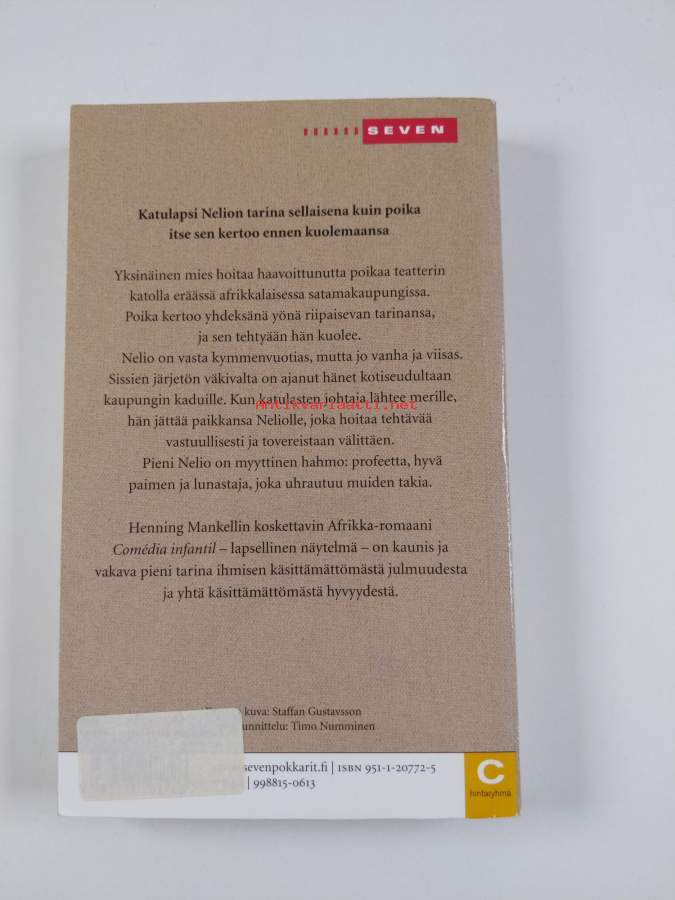 SEVEN
Katulapsi Nelion tarina sellaisena kuin poika
itse sen kertoo ennen kuolemaansa
Yksinäinen mies hoitaa haavoittunutta poikaa teatterin
katolla eräässä afrikkalaisessa satamakaupungissa.
Poika kertoo yhdeksänä yönä riipaisevan tarinansa,
ja sen tehtyään hän kuolee.
Nelio on vasta kymmenvuotias, mutta jo vanha ja viisas.
Sissien järjetön väkivalta on ajanut hänet kotiseudultaan
kaupungin kaduille. Kun katulasten johtaja lähtee merille,
Antikvariaatti.net
hän jättää paikkansa Neliolle, joka hoitaa tehtävää
vastuullisesti ja tovereistaan välittäen.
Pieni Nelio on myyttinen hahmo: profeetta, hyvä
paimen ja lunastaja, joka uhrautuu muiden takia.
Henning Mankellin koskettavin Afrikka-romaani
Comédia infantil – lapsellinen näytelmä – on kaunis ja
vakava pieni tarina ihmisen käsittämättömästä julmuudesta
ja yhtä käsittämättömästä hyvyydestä.
kuva: Staffan Gustavsson
Timo Numminen
sevenpokkarit.fi | ISBN 951-1-20772-5
| 998815-0613
C
hintaryhmä